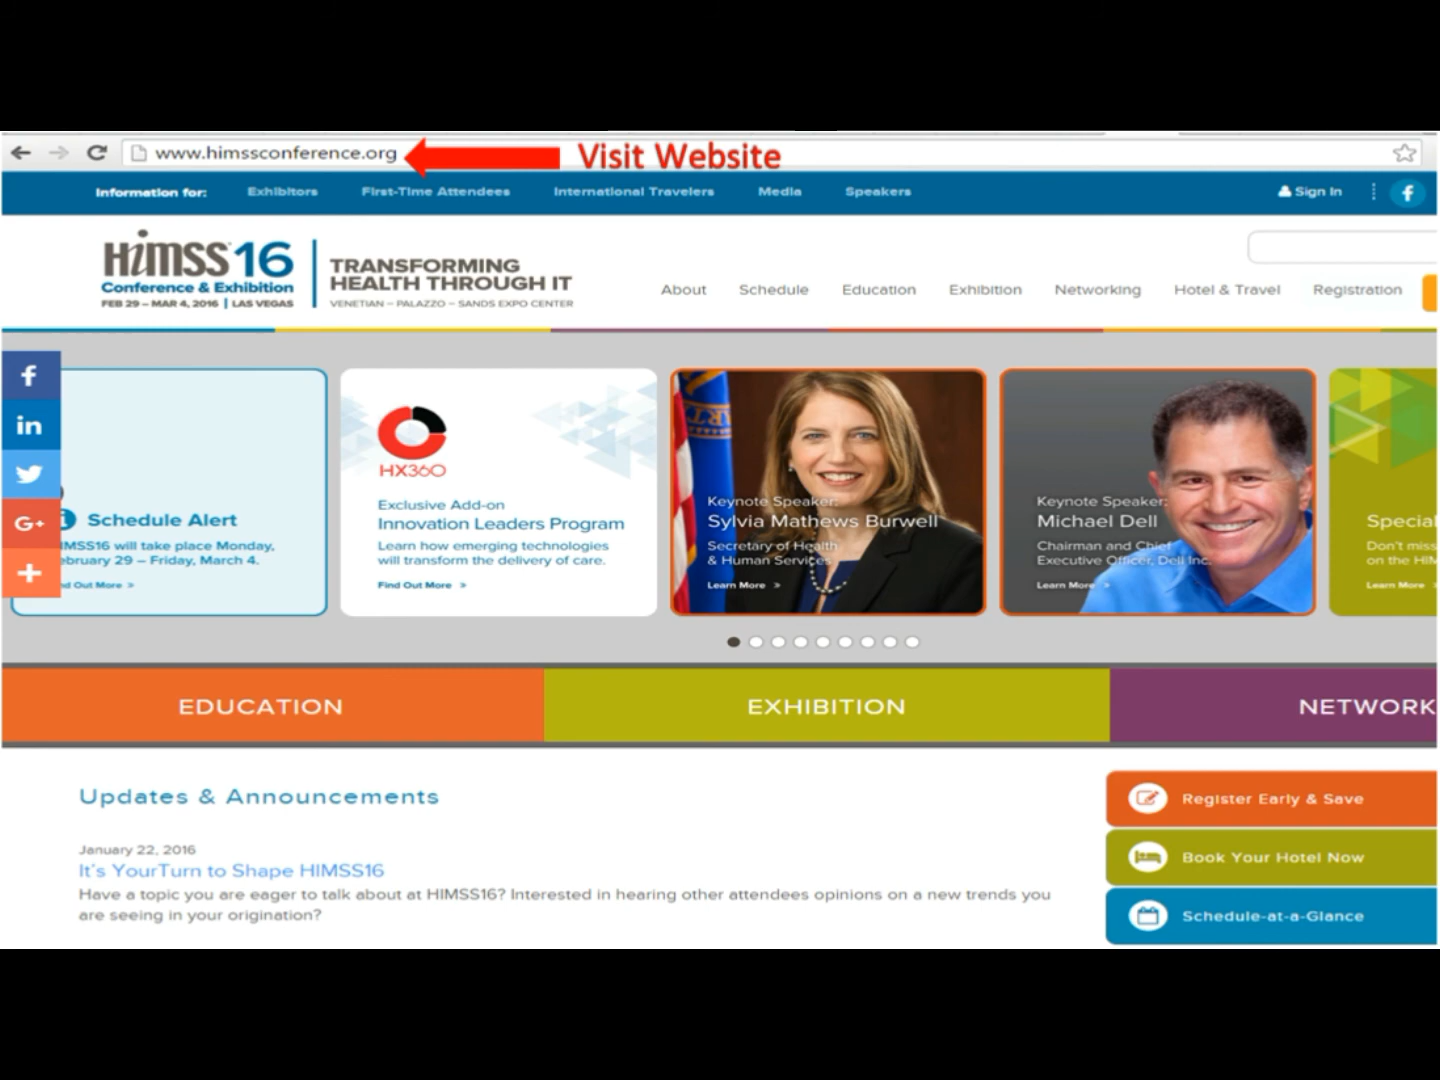 www.himssconference.org
Visit Website
Information for: Exhibitors First-Time Attendees International Travelers Media Speakers Sign In
HIMSS 16
Conference & Exhibition
FEB 29 – MAR 4, 2016 | LAS VEGAS
TRANSFORMING
HEALTH THROUGH IT
VENETIAN – PALAZZO – SANDS EXPO CENTER
About Schedule Education Exhibition Networking Hotel & Travel Registration
Schedule Alert
IMSS16 will take place Monday,
ebruary 29 – Friday, March 4.
nd Out More »
HX360
Exclusive Add-on
Innovation Leaders Program
Learn how emerging technologies
will transform the delivery of care.
Find Out More »
Keynote Speaker:
Sylvia Mathews Burwell
Secretary of Health
& Human Services
Learn More »
Keynote Speaker:
Michael Dell
Chairman and Chief
Executive Officer, Dell Inc.
Learn More »
Special
Don't miss
on the HIM
Learn More »
EDUCATION
EXHIBITION
NETWORK
Updates & Announcements
January 22, 2016
It's YourTurn to Shape HIMSS16
Have a topic you are eager to talk about at HIMSS16? Interested in hearing other attendees opinions on a new trends you
are seeing in your origination?
Register Early & Save
Book Your Hotel Now
Schedule-at-a-Glance